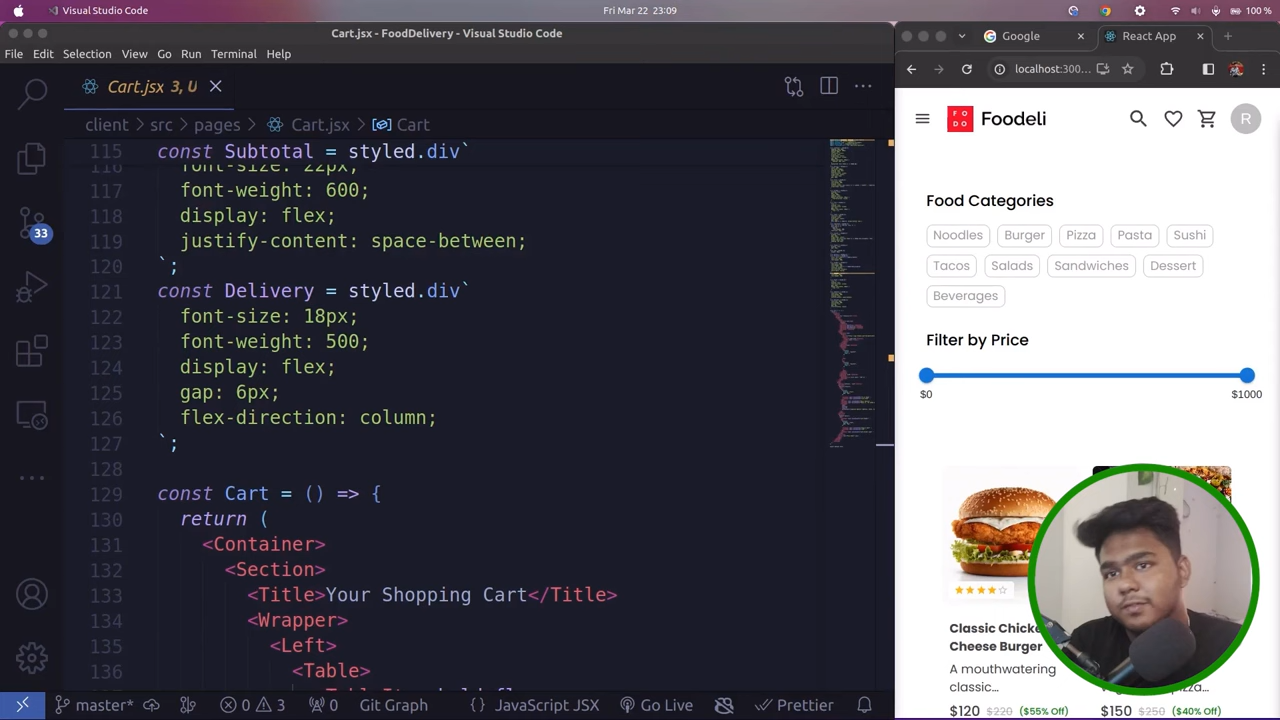 Visual Studio Code
Fri Mar 22 23:09
100 %
Cart.jsx - FoodDelivery - Visual Studio Code
File Edit Selection View Go Run Terminal Help
Cart.jsx 3, U
client > src > pages > Cart.jsx > Cart
115 const Subtotal = styled.div`
117 font-weight: 600;
118 display: flex;
119 justify-content: space-between;
120 `;
121 const Delivery = styled.div`
122 font-size: 18px;
123 font-weight: 500;
124 display: flex;
125 gap: 6px;
126 flex-direction: column;
127 `;
128
129 const Cart = () => {
130 return (
131 <Container>
132 <Section>
133 <Title>Your Shopping Cart</Title>
134 <Wrapper>
135 <Left>
136 <Table>
33
master* 0 3 0 Git Graph JavaScript JSX Go Live Prettier
Google
React App
localhost:300...
FO
DO
Foodeli
R
Food Categories
Noodles Burger Pizza Pasta Sushi
Tacos Salads Sandwiches Dessert
Beverages
Filter by Price
$0 $1000
Classic
Cheese Burger
A mouthwatering
classic...
$120 $220 ($55% Off)
$150 $250 ($40% Off)